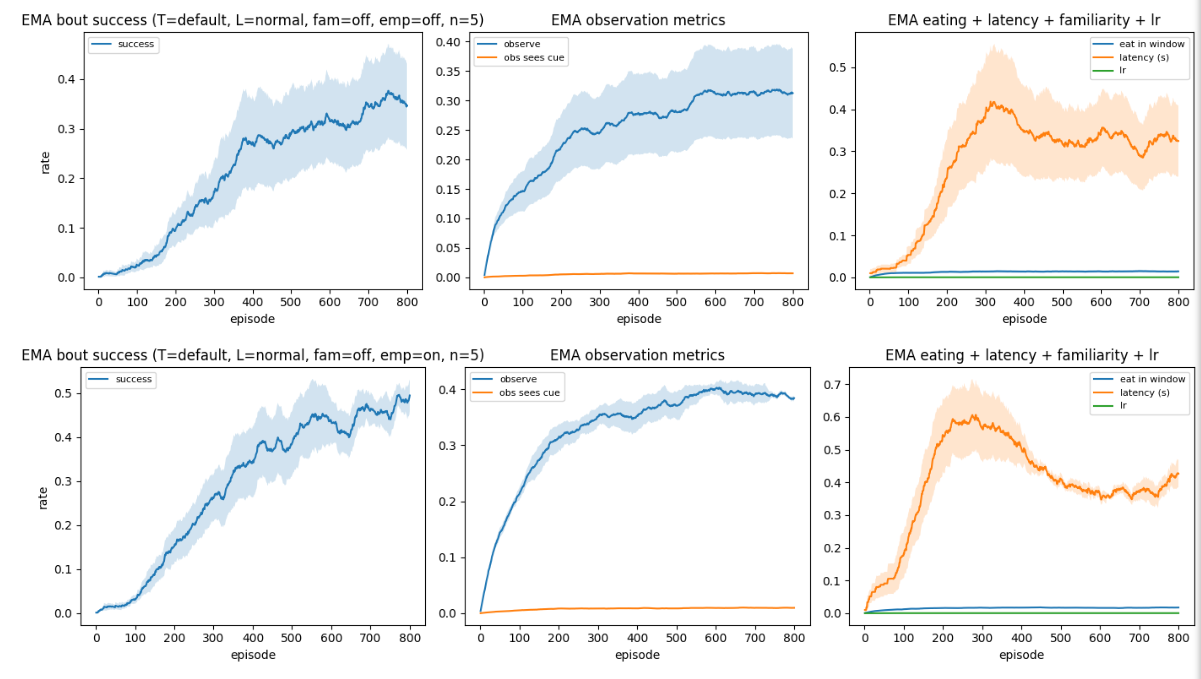 EMA bout success (T=default, L=normal, fam=off, emp=off, n=5)
success
0.4
0.3
0.2
0.1
0.0
rate
0 100 200 300 400 500 600 700 800
episode
EMA observation metrics
observe
obs sees cue
0.40
0.35
0.30
0.25
0.20
0.15
0.10
0.05
0.00
0 100 200 300 400 500 600 700 800
episode
EMA eating + latency + familiarity + lr
eat in window
latency (s)
lr
0.5
0.4
0.3
0.2
0.1
0.0
0 100 200 300 400 500 600 700 800
episode
EMA bout success (T=default, L=normal, fam=off, emp=on, n=5)
success
0.5
0.4
0.3
0.2
0.1
0.0
rate
0 100 200 300 400 500 600 700 800
episode
EMA observation metrics
observe
obs sees cue
0.4
0.3
0.2
0.1
0.0
0 100 200 300 400 500 600 700 800
episode
EMA eating + latency + familiarity + lr
eat in window
latency (s)
lr
0.7
0.6
0.5
0.4
0.3
0.2
0.1
0.0
0 100 200 300 400 500 600 700 800
episode